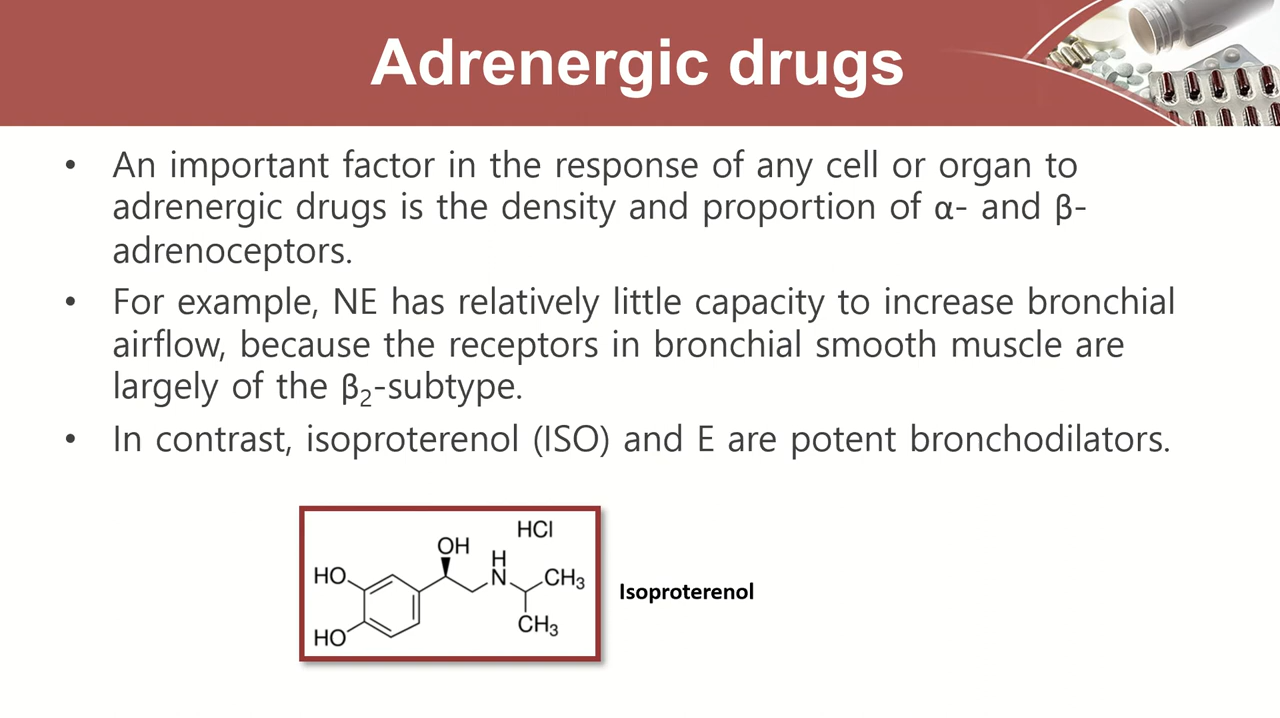 Adrenergic drugs
• An important factor in the response of any cell or organ to
adrenergic drugs is the density and proportion of α- and β-
adrenoceptors.
• For example, NE has relatively little capacity to increase bronchial
airflow, because the receptors in bronchial smooth muscle are
largely of the β₂-subtype.
• In contrast, isoproterenol (ISO) and E are potent bronchodilators.
HCl
OH
H
N
HO
CH₃
HO
CH₃
Isoproterenol